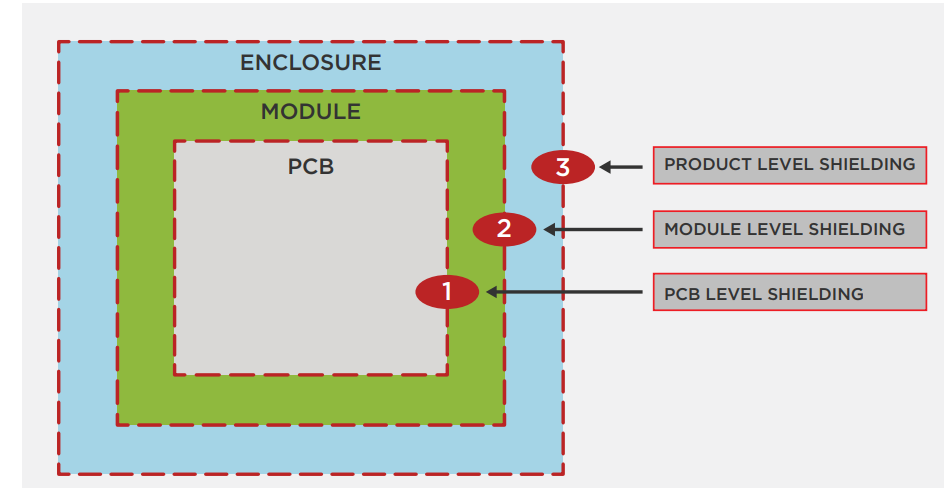 ENCLOSURE
MODULE
PCB
3
PRODUCT LEVEL SHIELDING
2
MODULE LEVEL SHIELDING
1
PCB LEVEL SHIELDING